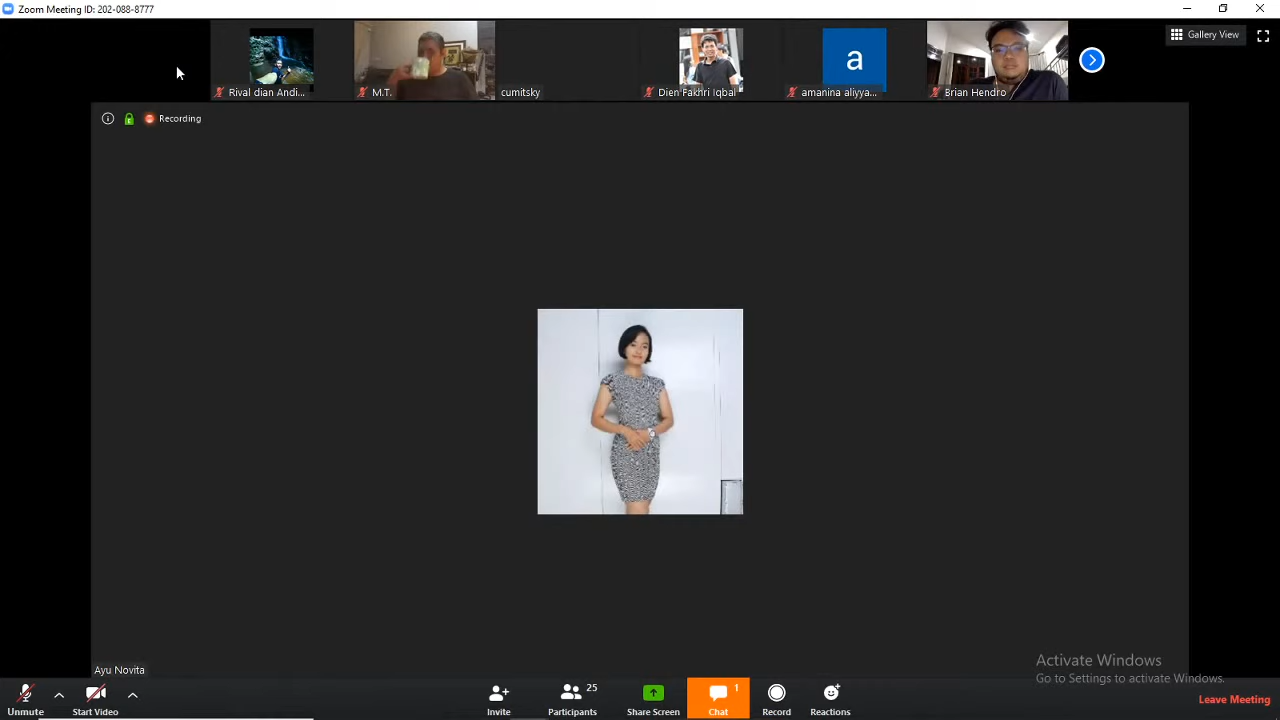 Zoom Meeting ID: 202-088-8777
Gallery View
Rival dian Andi...
M.T.
cumitsky
Dien Fakhri Iqbal
a
amanina aliyya...
Brian Hendro
Recording
Ayu Novita
Activate Windows
Go to Settings to activate Windows.
Unmute
Start Video
Invite
25
Participants
Share Screen
1
Chat
Record
Reactions
Leave Meeting